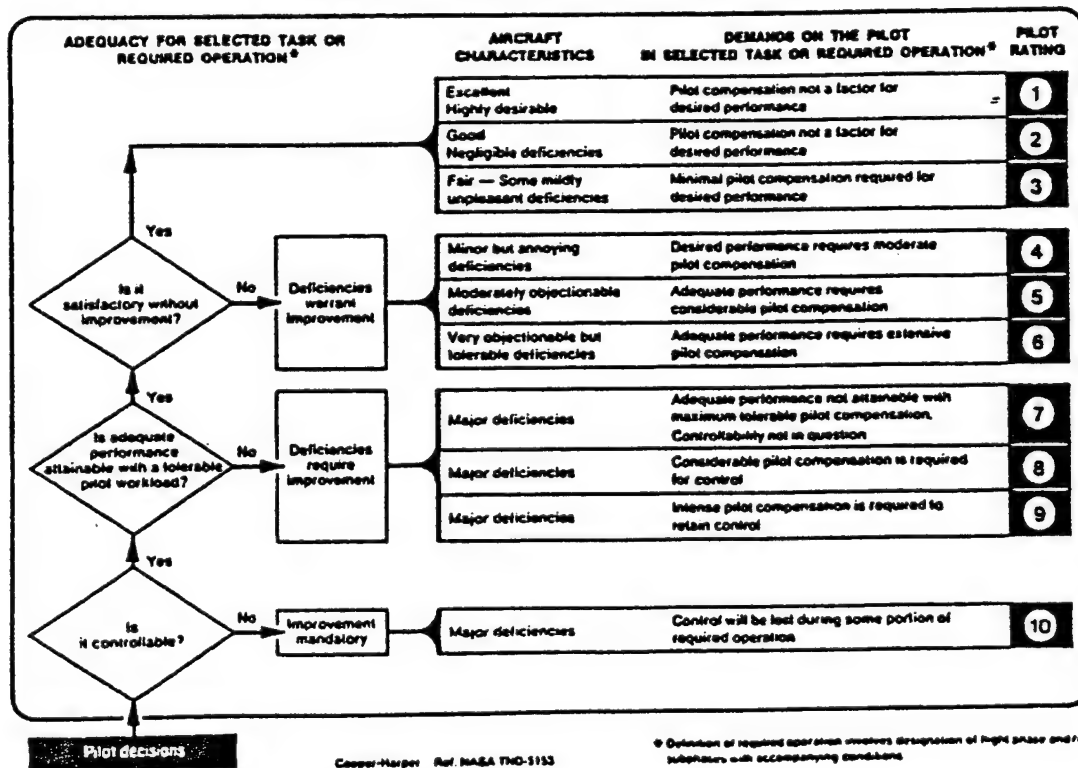 ADEQUACY FOR SELECTED TASK OR
REQUIRED OPERATION*
AIRCRAFT
CHARACTERISTICS
DEMANDS ON THE PILOT
IN SELECTED TASK OR REQUIRED OPERATION*
PILOT
RATING
Excellent
Highly desirable
Pilot compensation not a factor for
desired performance
1
Good
Negligible deficiencies
Pilot compensation not a factor for
desired performance
2
Fair — Some mildly
unpleasant deficiencies
Minimal pilot compensation required for
desired performance
3
Yes
Is it
satisfactory without
improvement?
No
Deficiencies
warrant
improvement
Minor but annoying
deficiencies
Desired performance requires moderate
pilot compensation
4
Moderately objectionable
deficiencies
Adequate performance requires
considerable pilot compensation
5
Very objectionable but
tolerable deficiencies
Adequate performance requires extensive
pilot compensation
6
Yes
Is adequate
performance
attainable with a tolerable
pilot workload?
No
Deficiencies
require
improvement
Major deficiencies
Adequate performance not attainable with
maximum tolerable pilot compensation.
Controllability not in question
7
Major deficiencies
Considerable pilot compensation is required
for control
8
Major deficiencies
Intense pilot compensation is required to
retain control
9
Yes
Is
it controllable?
No
Improvement
mandatory
Major deficiencies
Control will be lost during some portion of
required operation
10
Pilot decisions
Cooper-Harper Ref. NASA TND-5153
* Definition of required operation involves designation of flight phase and
subphases with accompanying conditions